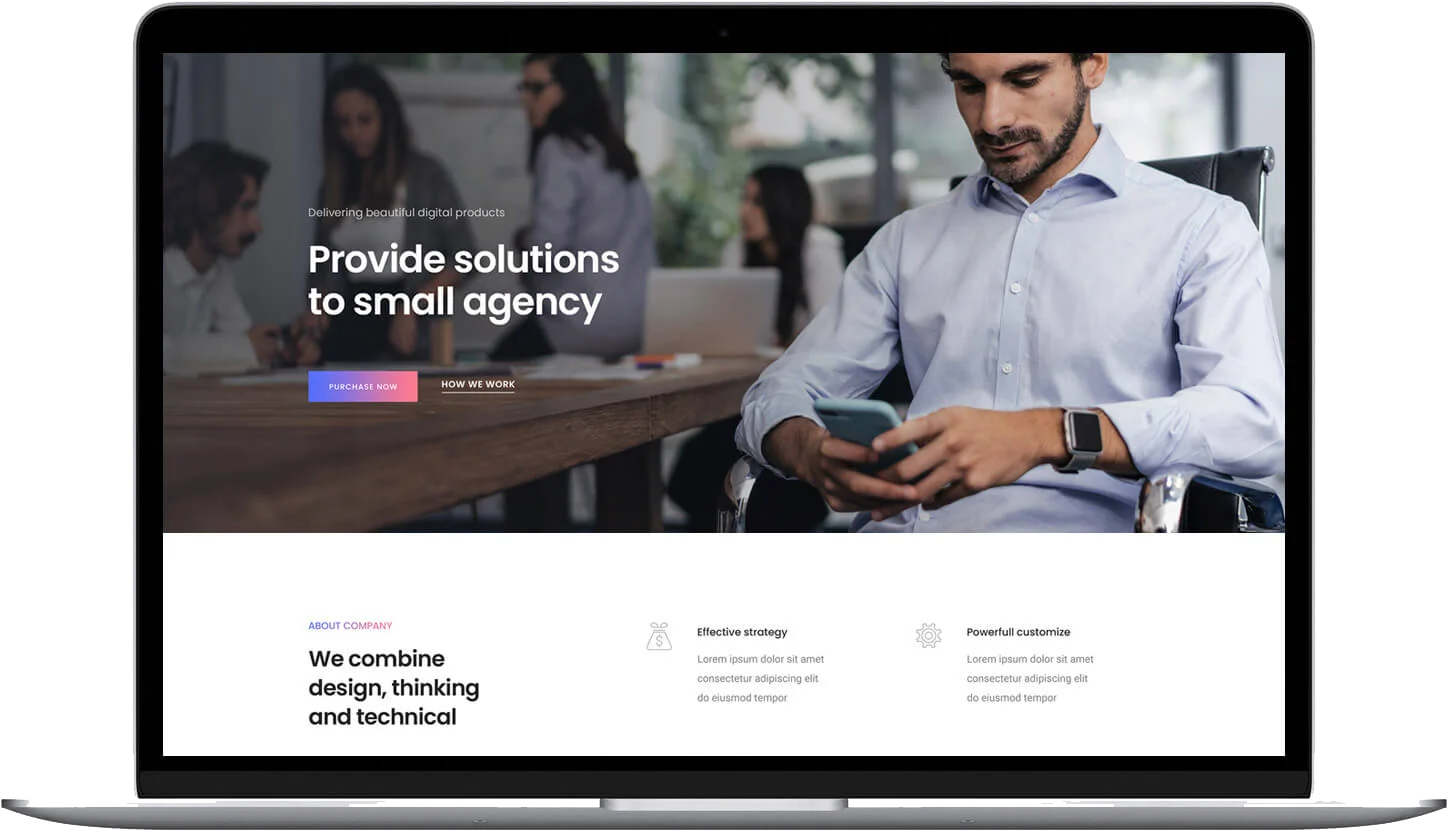 Delivering beautiful digital products
Provide solutions
to small agency
PURCHASE NOW
HOW WE WORK
ABOUT COMPANY
We combine
design, thinking
and technical
Effective strategy
Lorem ipsum dolor sit amet
consectetur adipiscing elit
do eiusmod tempor
Powerfull customize
Lorem ipsum dolor sit amet
consectetur adipiscing elit
do eiusmod tempor